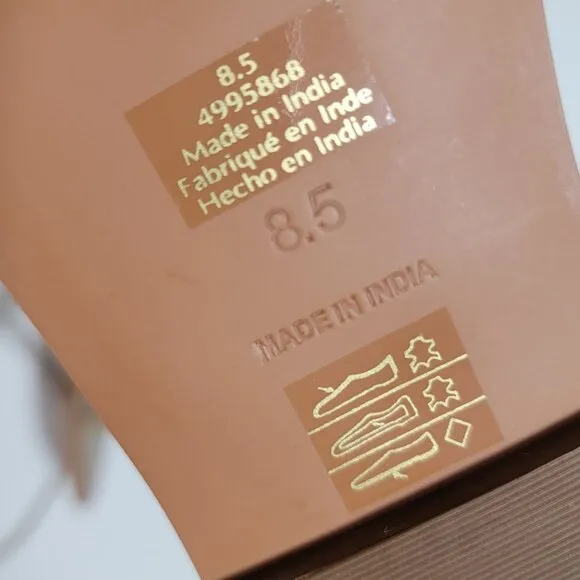 8.5
4995868
Made in India
Fabriqué en Inde
Hecho en India
8.5
MADE IN INDIA